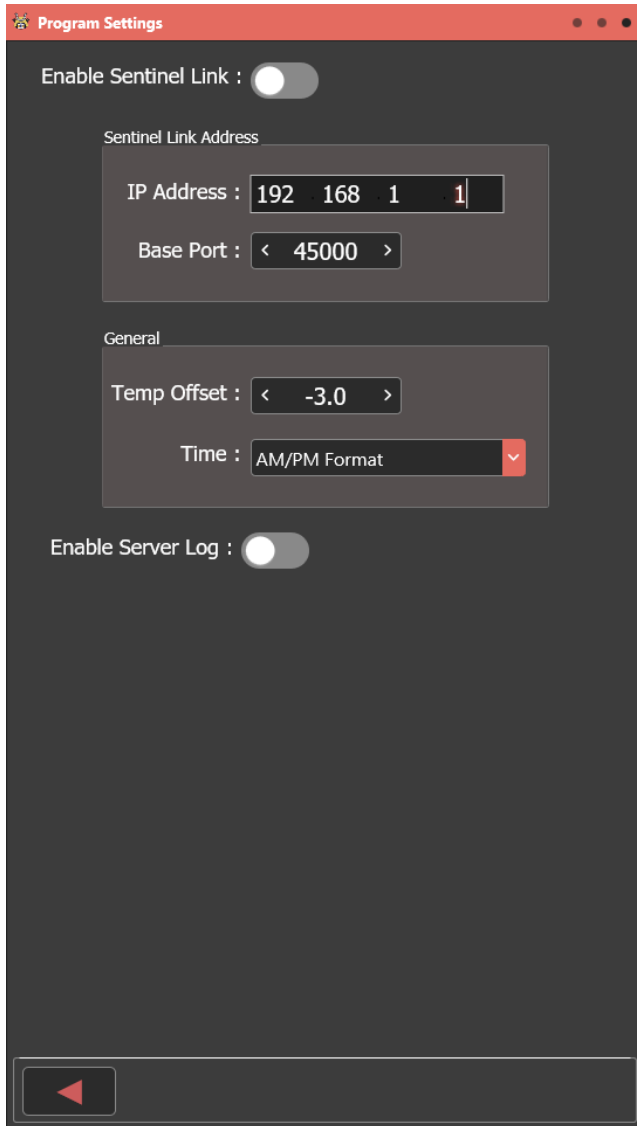 Program Settings
Enable Sentinel Link :
Sentinel Link Address
IP Address : 192 . 168 . 1 . 1
Base Port : < 45000 >
General
Temp Offset : < -3.0 >
Time : AM/PM Format
Enable Server Log :